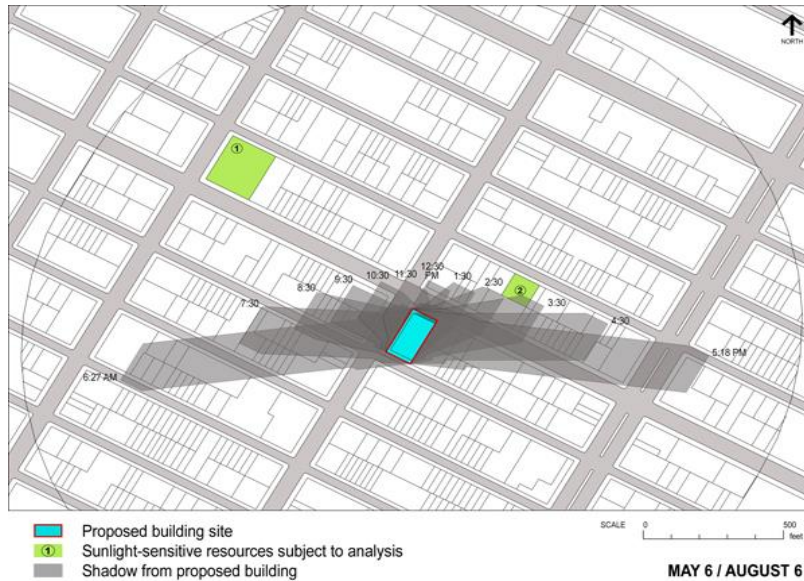 NORTH
①
12:30
PM
11:30
10:30
1:30
9:30
2:30
8:30
②
7:30
3:30
4:30
5:18 PM
6:27 AM
Proposed building site
① Sunlight-sensitive resources subject to analysis
Shadow from proposed building
SCALE 0 500
feet
MAY 6 / AUGUST 6